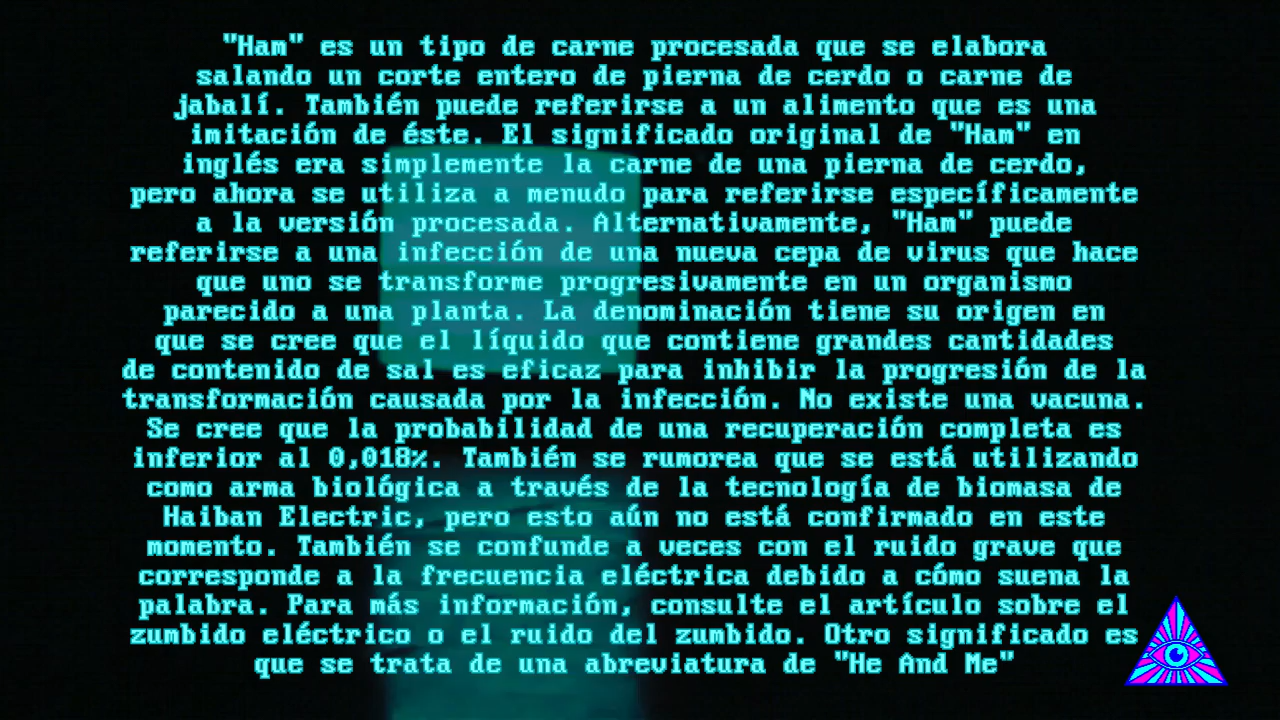 "Ham" es un tipo de carne procesada que se elabora
salando un corte entero de pierna de cerdo o carne de
jabalí. También puede referirse a un alimento que es una
imitación de éste. El significado original de "Ham" en
inglés era simplemente la carne de una pierna de cerdo,
pero ahora se utiliza a menudo para referirse específicamente
a la versión procesada. Alternativamente, "Ham" puede
referirse a una infección de una nueva cepa de virus que hace
que uno se transforme progresivamente en un organismo
parecido a una planta. La denominación tiene su origen en
que se cree que el líquido que contiene grandes cantidades
de contenido de sal es eficaz para inhibir la progresión de la
transformación causada por la infección. No existe una vacuna.
Se cree que la probabilidad de una recuperación completa es
inferior al 0,018%. También se rumorea que se está utilizando
como arma biológica a través de la tecnología de biomasa de
Haiban Electric, pero esto aún no está confirmado en este
momento. También se confunde a veces con el ruido grave que
corresponde a la frecuencia eléctrica debido a cómo suena la
palabra. Para más información, consulte el artículo sobre el
zumbido eléctrico o el ruido del zumbido. Otro significado es
que se trata de una abreviatura de "He And Me"